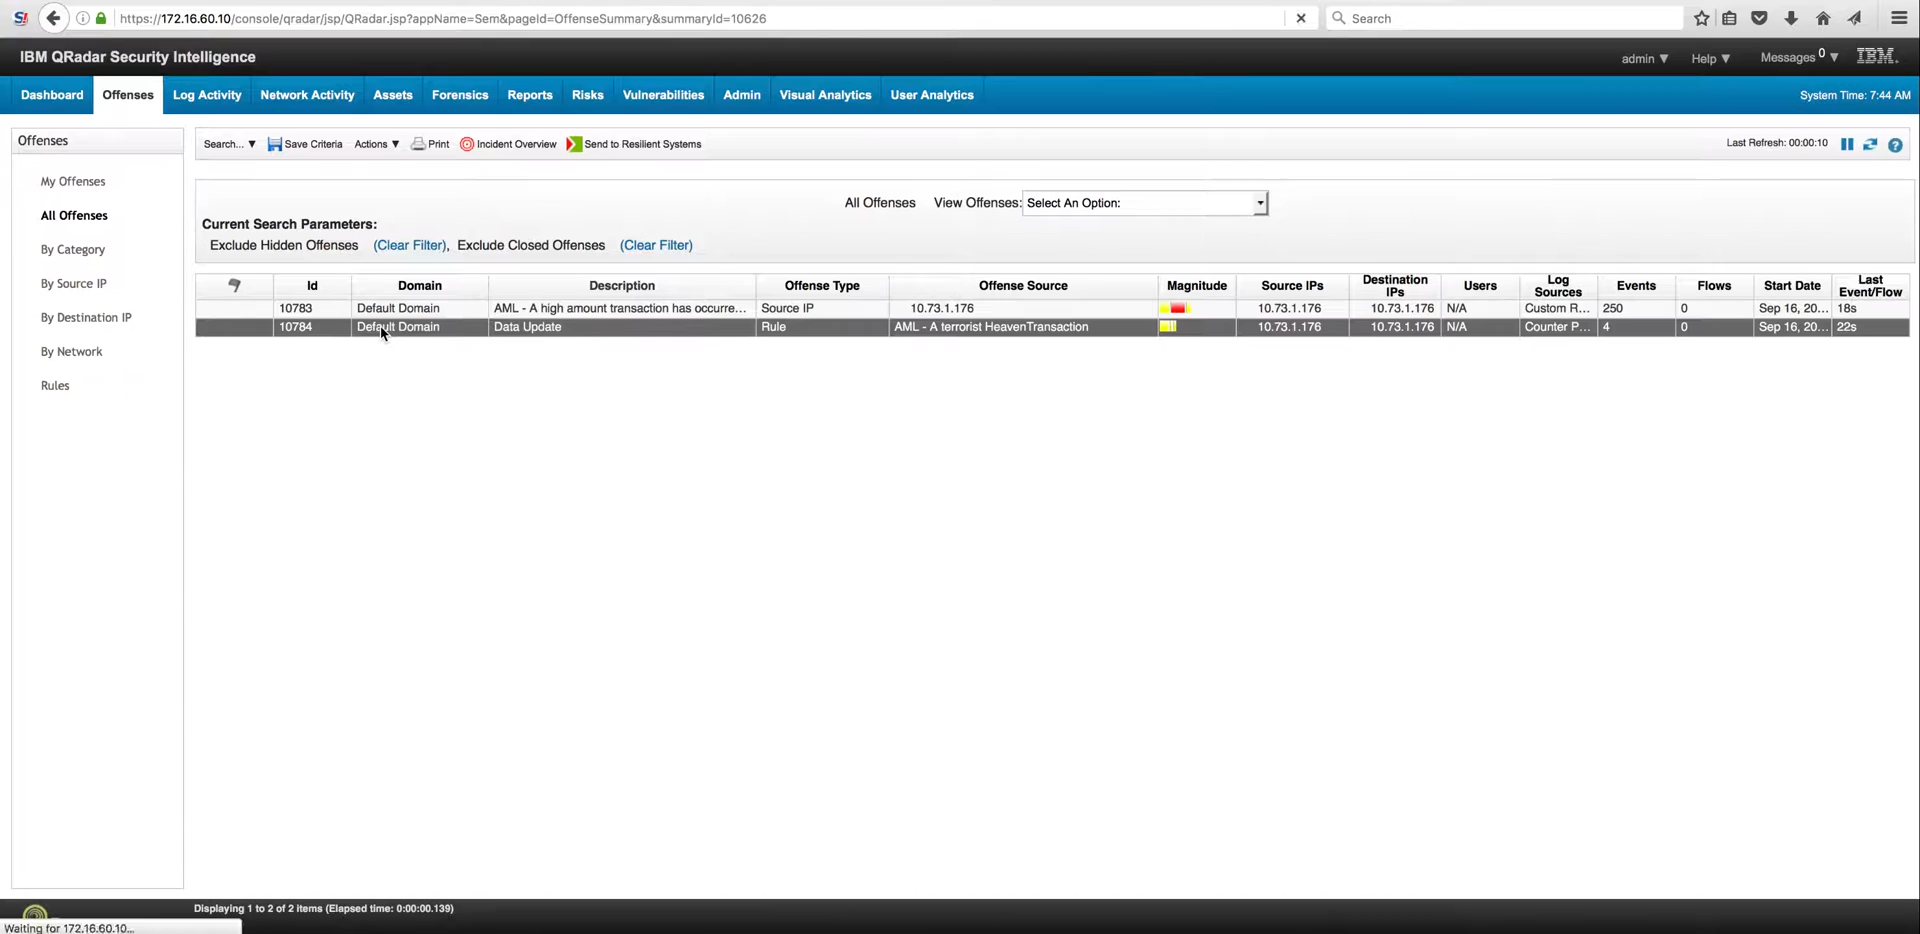 https://172.16.60.10/console/qradar/jsp/QRadar.jsp?appName=Sem&pageId=OffenseSummary&summaryId=10626
Search
IBM QRadar Security Intelligence
admin ▼ Help ▼ Messages 0 ▼ IBM.
Dashboard Offenses Log Activity Network Activity Assets Forensics Reports Risks Vulnerabilities Admin Visual Analytics User Analytics System Time: 7:44 AM
Offenses
My Offenses
All Offenses
By Category
By Source IP
By Destination IP
By Network
Rules
Search... ▼ Save Criteria Actions ▼ Print Incident Overview Send to Resilient Systems Last Refresh: 00:00:10
All Offenses View Offenses: Select An Option:
Current Search Parameters:
Exclude Hidden Offenses (Clear Filter), Exclude Closed Offenses (Clear Filter)
Id Domain Description Offense Type Offense Source Magnitude Source IPs Destination IPs Users Log Sources Events Flows Start Date Last Event/Flow
10783 Default Domain AML - A high amount transaction has occurre... Source IP 10.73.1.176 10.73.1.176 10.73.1.176 N/A Custom R... 250 0 Sep 16, 20... 18s
10784 Default Domain Data Update Rule AML - A terrorist HeavenTransaction 10.73.1.176 10.73.1.176 N/A Counter P... 4 0 Sep 16, 20... 22s
Displaying 1 to 2 of 2 items (Elapsed time: 0:00:00.139)
Waiting for 172.16.60.10...